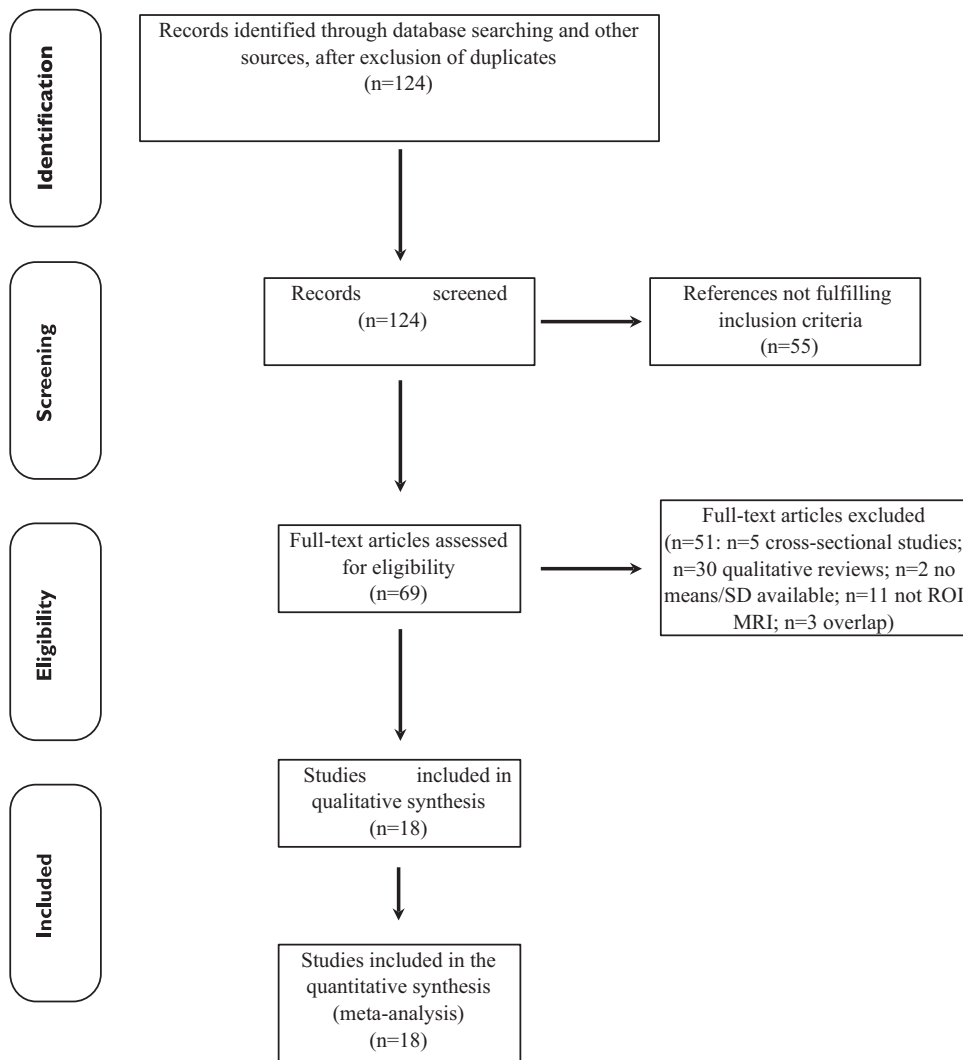 Identification
Records identified through database searching and other
sources, after exclusion of duplicates
(n=124)
Screening
Records screened
(n=124)
References not fulfilling
inclusion criteria
(n=55)
Eligibility
Full-text articles assessed
for eligibility
(n=69)
Full-text articles excluded
(n=51: n=5 cross-sectional studies;
n=30 qualitative reviews; n=2 no
means/SD available; n=11 not ROI
MRI; n=3 overlap)
Included
Studies included in
qualitative synthesis
(n=18)
Studies included in the
quantitative synthesis
(meta-analysis)
(n=18)